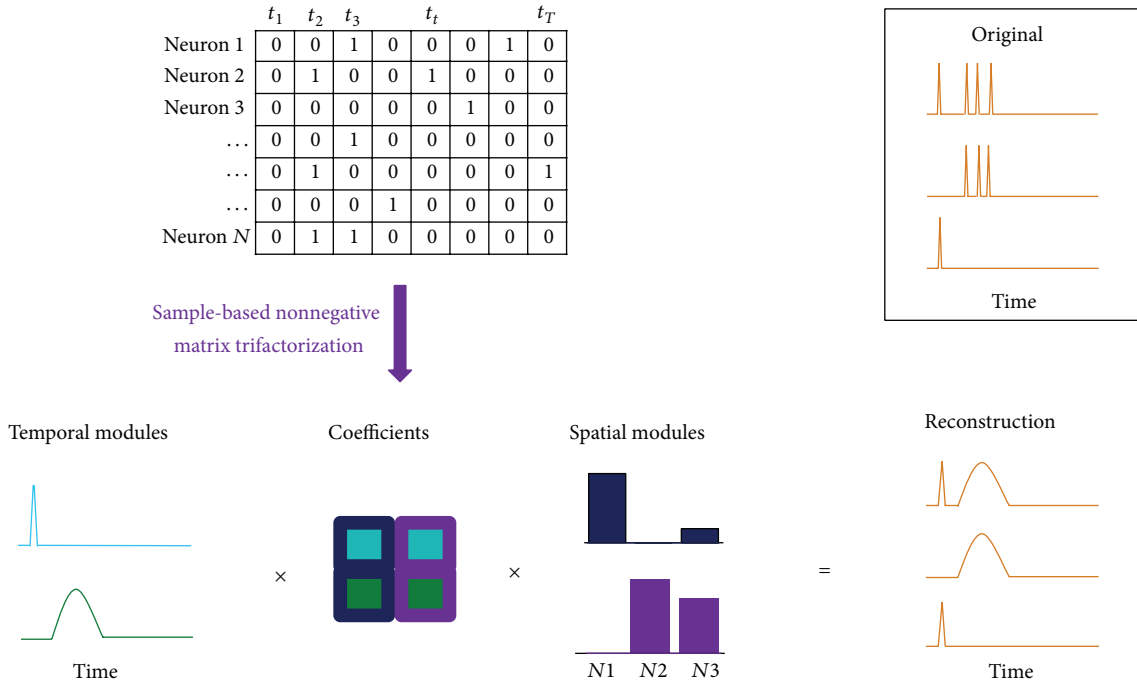 t₁ t₂ t₃ t_t t_T
Neuron 1 0 0 1 0 0 0 1 0
Neuron 2 0 1 0 0 1 0 0 0
Neuron 3 0 0 0 0 0 1 0 0
... 0 0 1 0 0 0 0 0
... 0 1 0 0 0 0 0 1
... 0 0 0 1 0 0 0 0
Neuron N 0 1 1 0 0 0 0 0
Original
Time
Sample-based nonnegative
matrix trifactorization
Temporal modules
Time
×
Coefficients
×
Spatial modules
N1 N2 N3
=
Reconstruction
Time